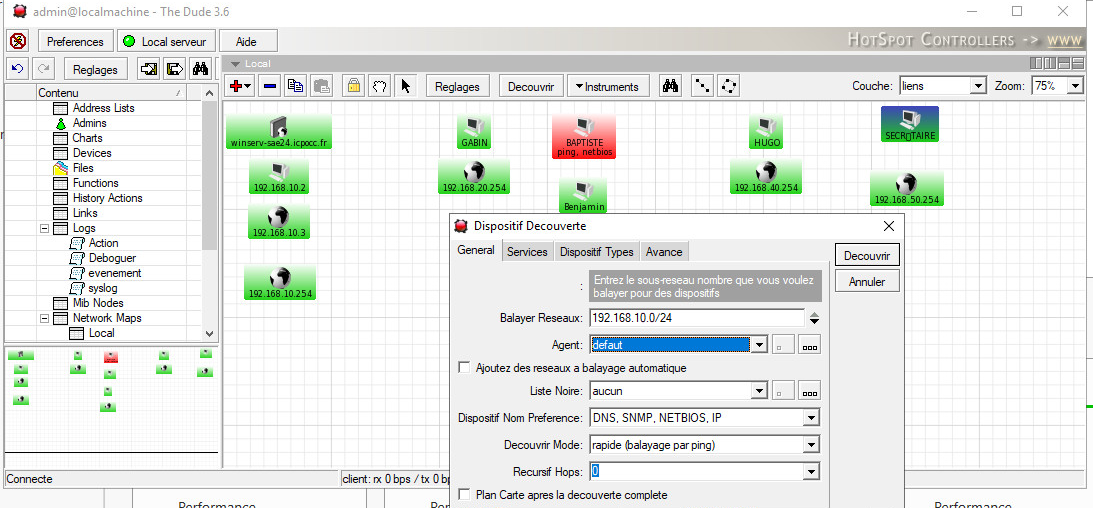 admin@localmachine - The Dude 3.6
Preferences
Local serveur
Aide
HOTSPOT CONTROLLERS -> WWW
Reglages
Local
Contenu
Address Lists
Admins
Charts
Devices
Files
Functions
History Actions
Links
Logs
Action
Deboguer
evenement
syslog
Mib Nodes
Network Maps
Local
Reglages
Decouvrir
Instruments
Couche:
liens
Zoom:
75%
winserv-sae24.icpocc.fr.
GABIN
BAPTISTE
ping, netbios
HUGO
SECR▯TAIRE
192.168.10.2
192.168.20.254
Benjamin
192.168.40.254
192.168.50.254
192.168.10.3
192.168.10.254
Dispositif Decouverte
General
Services
Dispositif Types
Avance
Decouvrir
Annuler
:
Entrez le sous-reseau nombre que vous voulez
balayer pour des dispositifs
Balayer Reseaux:
192.168.10.0/24
Agent:
defaut
Ajoutez des reseaux a balayage automatique
Liste Noire:
aucun
Dispositif Nom Preference:
DNS, SNMP, NETBIOS, IP
Decouvrir Mode:
rapide (balayage par ping)
Recursif Hops:
0
Plan Carte apres la decouverte complete
Connecte
client: rx 0 bps / tx 0 bp
Performance
Performance
Performance